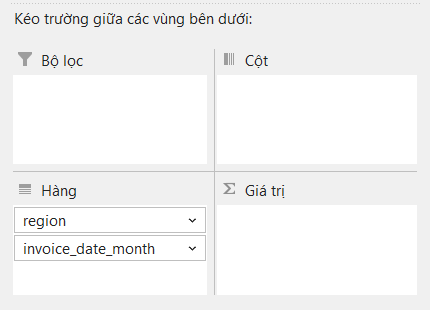 Kéo trường giữa các vùng bên dưới:
Bộ lọc
Cột
Hàng
region
invoice_date_month
Giá trị